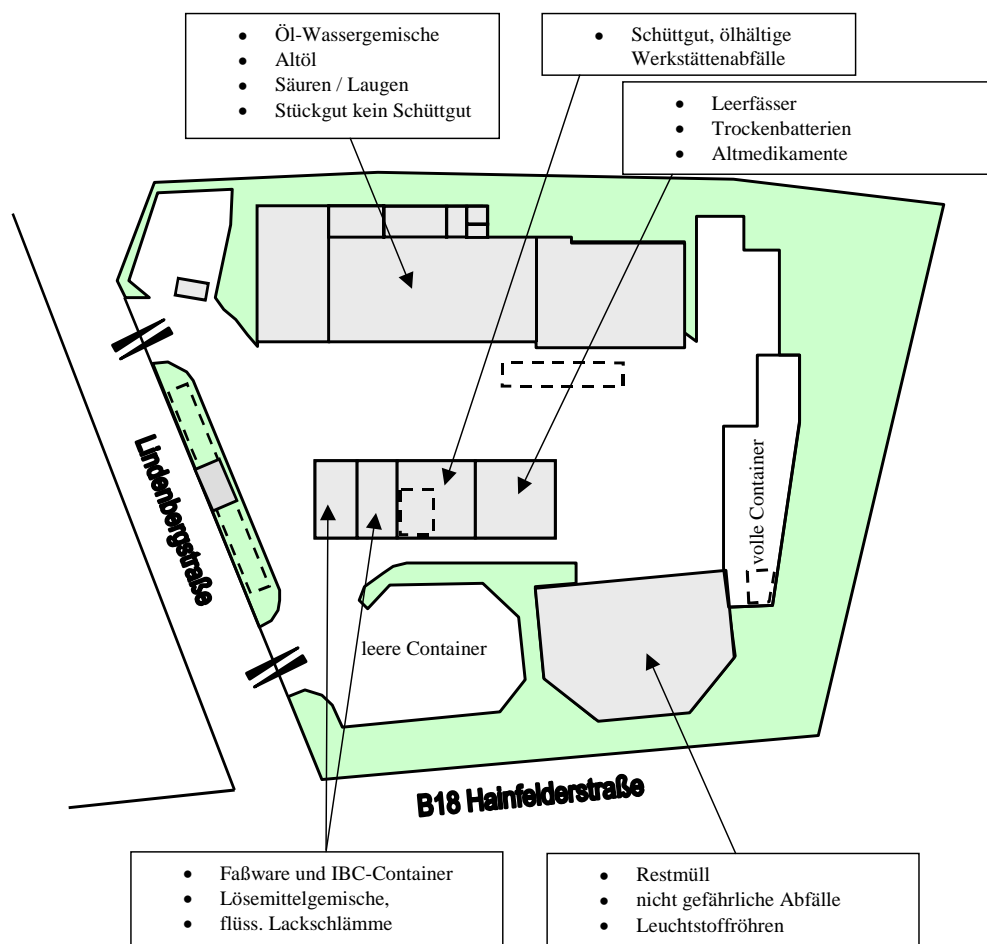 • Öl-Wassergemische
• Altöl
• Säuren / Laugen
• Stückgut kein Schüttgut
• Schüttgut, ölhältige
Werkstättenabfälle
• Leerfässer
• Trockenbatterien
• Altmedikamente
Lindenbergstraße
volle Container
leere Container
B18 Hainfelderstraße
• Faßware und IBC-Container
• Lösemittelgemische,
• flüss. Lackschlämme
• Restmüll
• nicht gefährliche Abfälle
• Leuchtstoffröhren